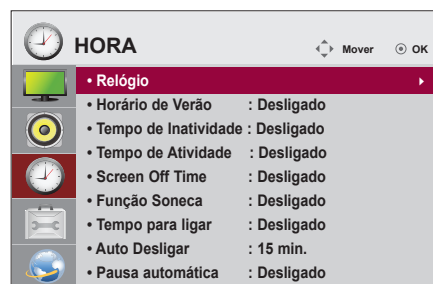 HORA
Mover OK
• Relógio
• Horário de Verão : Desligado
• Tempo de Inatividade : Desligado
• Tempo de Atividade : Desligado
• Screen Off Time : Desligado
• Função Soneca : Desligado
• Tempo para ligar : Desligado
• Auto Desligar : 15 min.
• Pausa automática : Desligado